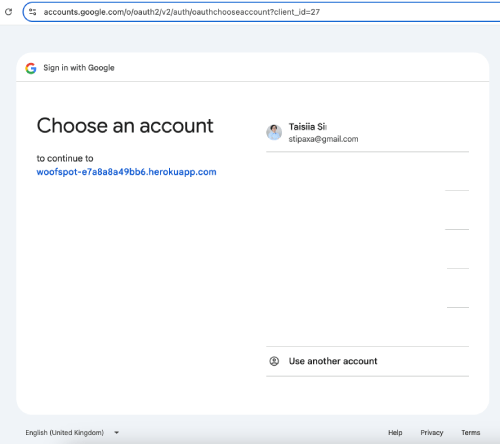 accounts.google.com/o/oauth2/v2/auth/oauthchooseaccount?client_id=27
Sign in with Google
Choose an account
to continue to
woofspot-e7a8a8a49bb6.herokuapp.com
Taisiia Si
stipaxa@gmail.com
Use another account
English (United Kingdom)
Help Privacy Terms